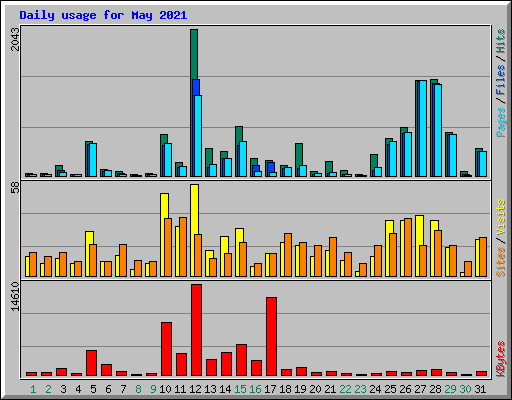 Daily usage for May 2021
2043
Pages / Files / Hits
58
Sites / Visits
14610
KBytes
1 2 3 4 5 6 7 8 9 10 11 12 13 14 15 16 17 18 19 20 21 22 23 24 25 26 27 28 29 30 31